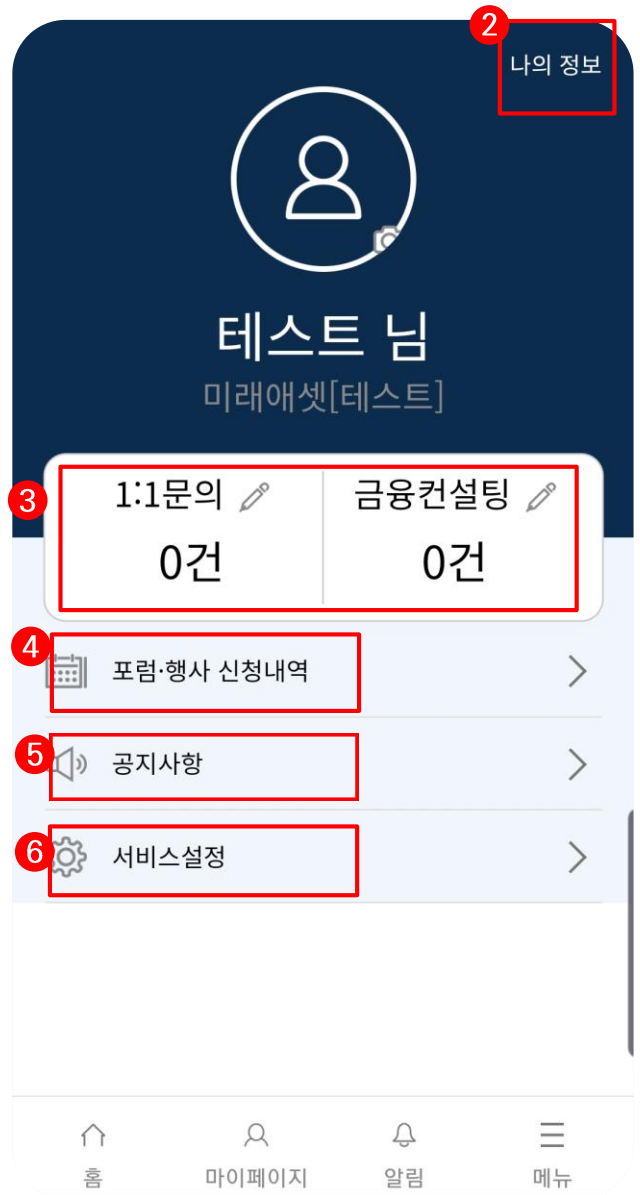 2
나의 정보
테스트 님
미래애셋[테스트]
3
1:1문의 금융컨설팅
0건 0건
4
포럼·행사 신청내역
5
공지사항
6
서비스설정
홈 마이페이지 알림 메뉴